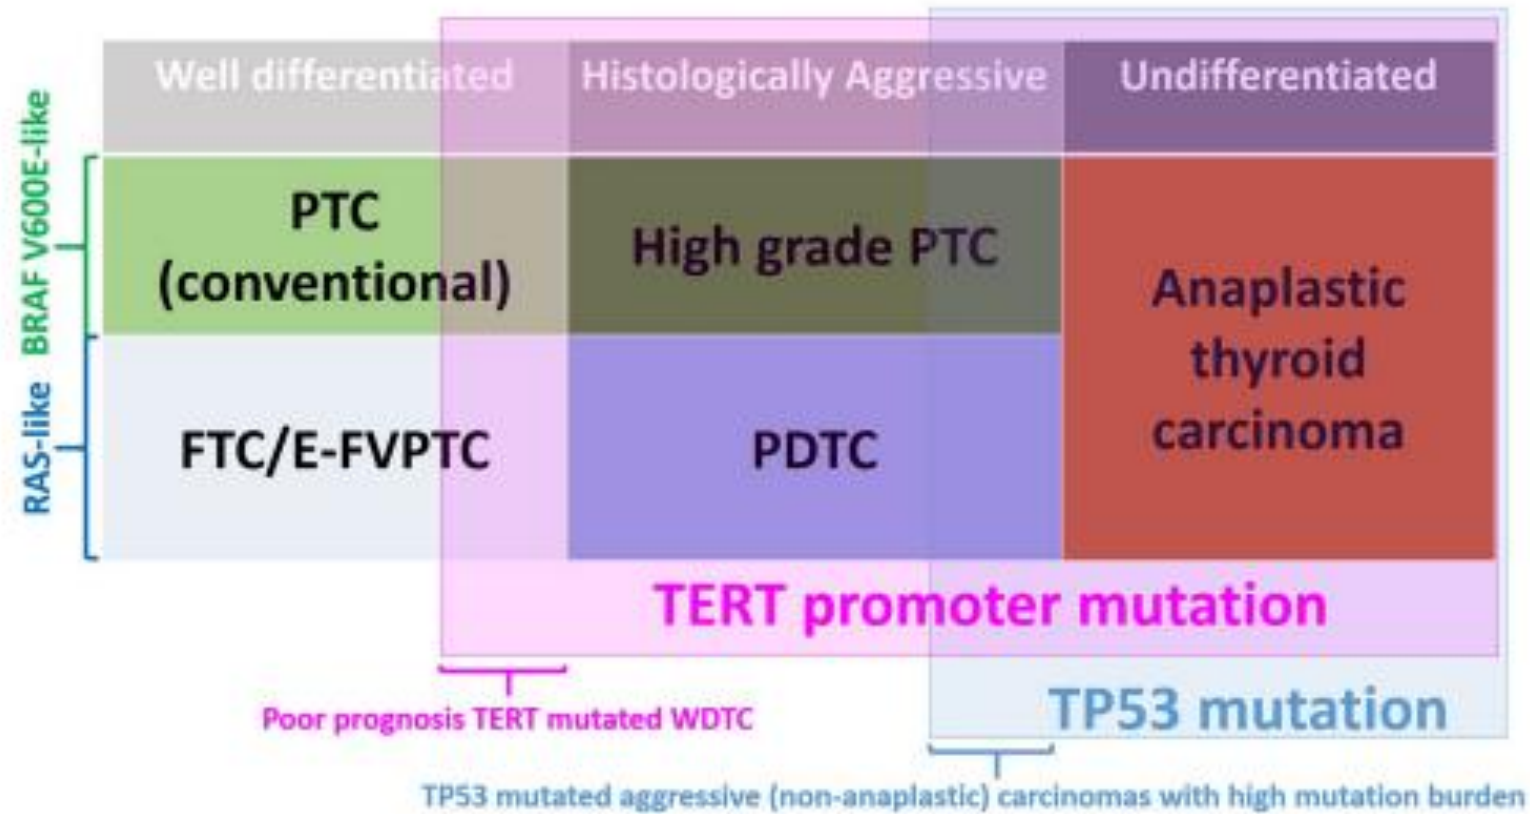 Well differentiated
Histologically Aggressive
Undifferentiated
BRAF V600E-like
RAS-like
PTC
(conventional)
High grade PTC
Anaplastic
thyroid
carcinoma
FTC/E-FVPTC
PDTC
TERT promoter mutation
Poor prognosis TERT mutated WDTC
TP53 mutation
TP53 mutated aggressive (non-anaplastic) carcinomas with high mutation burden